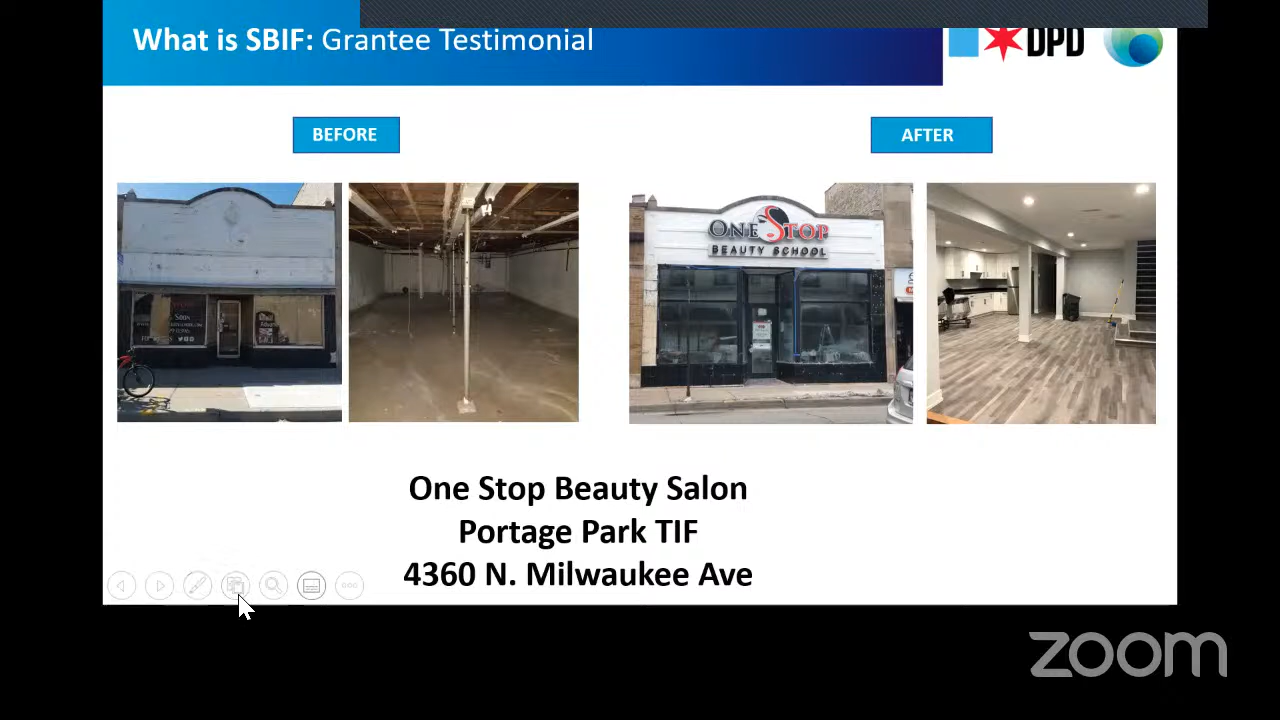 What is SBIF: Grantee Testimonial
DPD
BEFORE
AFTER
ONE STOP
BEAUTY SCHOOL
One Stop Beauty Salon
Portage Park TIF
4360 N. Milwaukee Ave
zoom